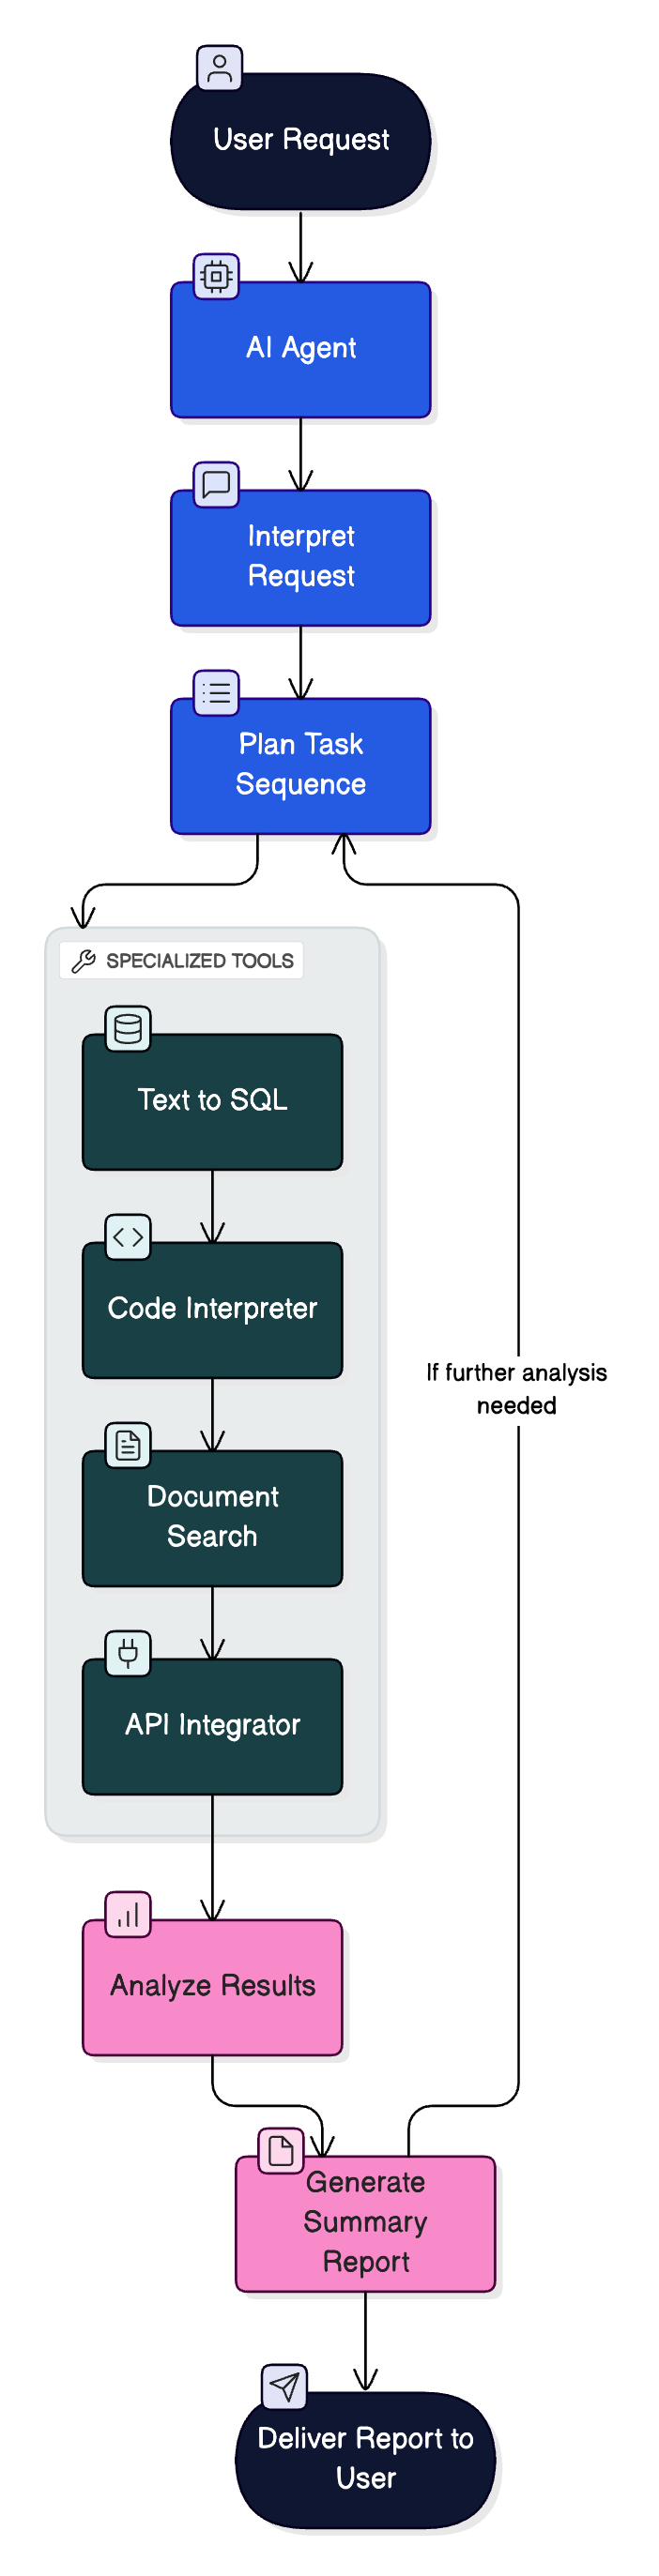 User Request
AI Agent
Interpret
Request
Plan Task
Sequence
SPECIALIZED TOOLS
Text to SQL
Code Interpreter
If further analysis
needed
Document
Search
API Integrator
Analyze Results
Generate
Summary
Report
Deliver Report to
User